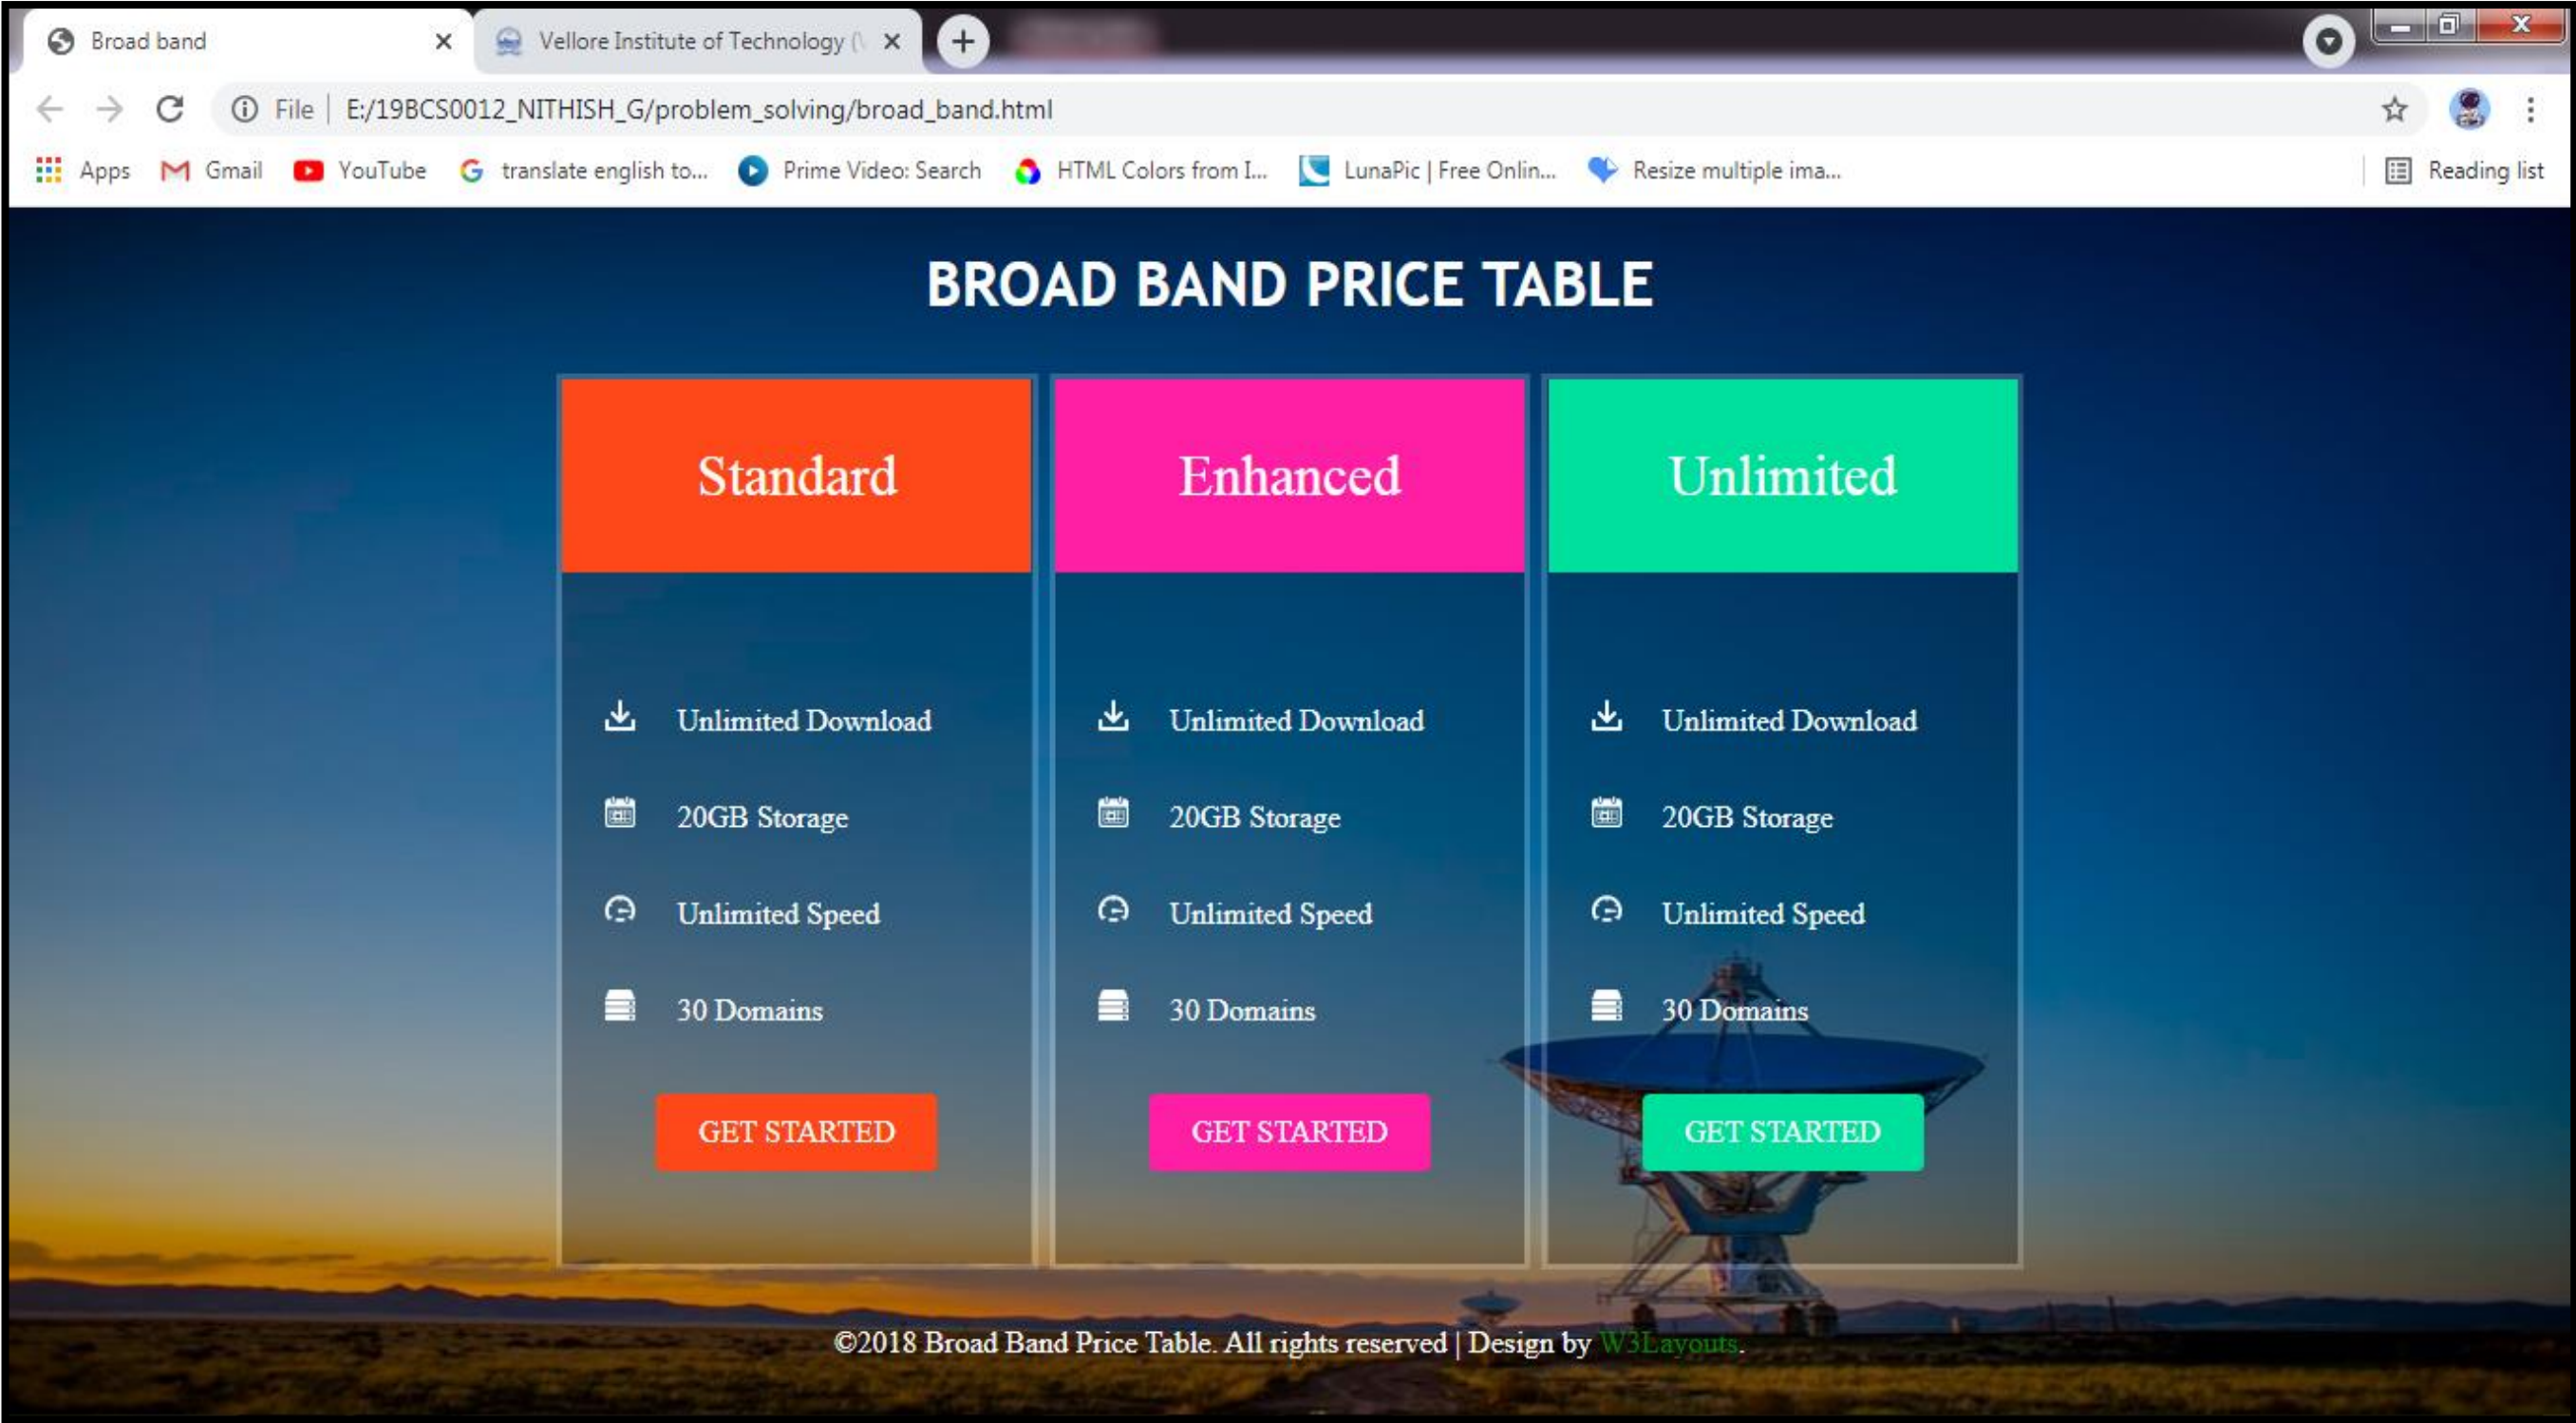 Broad band
Vellore Institute of Technology (
File | E:/19BCS0012_NITHISH_G/problem_solving/broad_band.html
Apps Gmail YouTube translate english to... Prime Video: Search HTML Colors from I... LunaPic | Free Onlin... Resize multiple ima... Reading list
BROAD BAND PRICE TABLE
Standard
Unlimited Download
20GB Storage
Unlimited Speed
30 Domains
GET STARTED
Enhanced
Unlimited Download
20GB Storage
Unlimited Speed
30 Domains
GET STARTED
Unlimited
Unlimited Download
20GB Storage
Unlimited Speed
30 Domains
GET STARTED
©2018 Broad Band Price Table. All rights reserved | Design by W3Layouts.